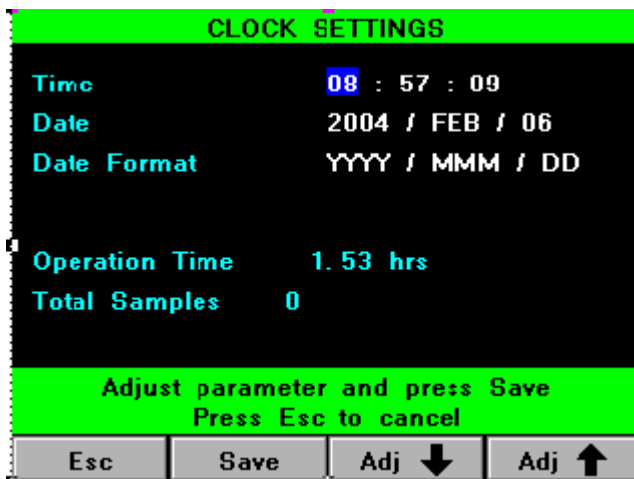 CLOCK SETTINGS
Time 08 : 57 : 09
Date 2004 / FEB / 06
Date Format YYYY / MMM / DD
Operation Time 1.53 hrs
Total Samples 0
Adjust parameter and press Save
Press Esc to cancel
Esc Save Adj Adj